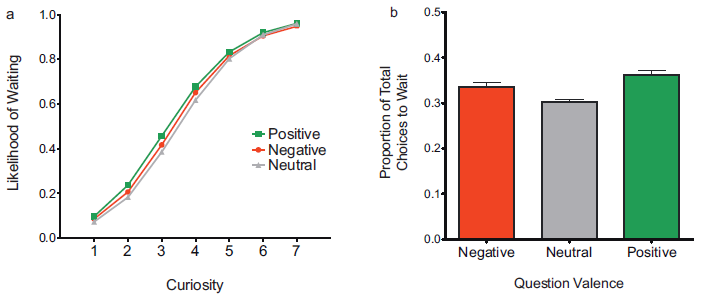 a
1.0
0.8
0.6
0.4
0.2
0.0
Likelihood of Waiting
Positive
Negative
Neutral
1 2 3 4 5 6 7
Curiosity
b
0.5
0.4
0.3
0.2
0.1
0.0
Proportion of Total
Choices to Wait
Negative Neutral Positive
Question Valence